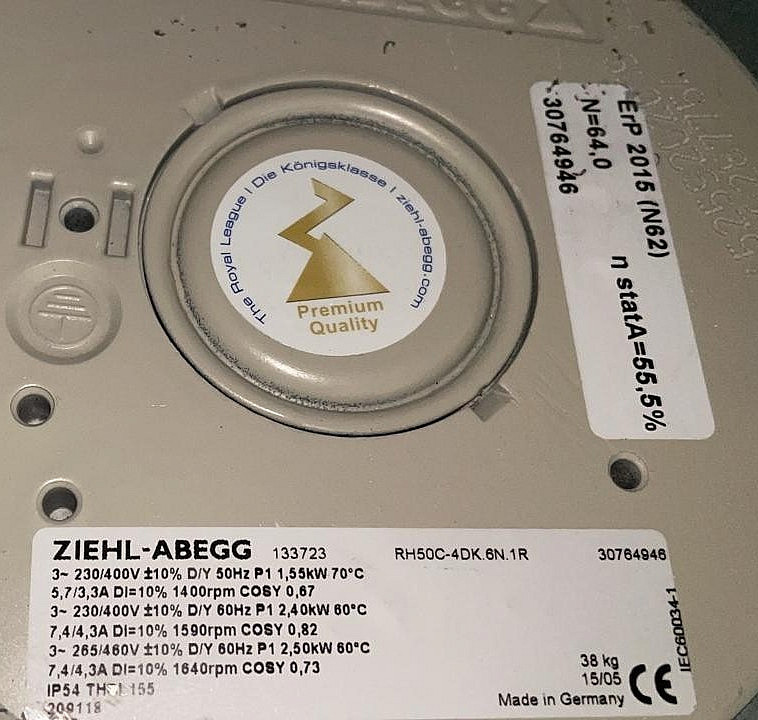 ABEGG
The Royal League | Die Königsklasse | ziehl-abegg.com
Premium
Quality
ErP 2015 (N62)
N=64,0
n statA=55,5%
30764946
ZIEHL-ABEGG 133723 RH50C-4DK.6N.1R 30764946
3~ 230/400V ±10% D/Y 50Hz P1 1,55kW 70°C
5,7/3,3A DI=10% 1400rpm COSY 0,67
3~ 230/400V ±10% D/Y 60Hz P1 2,40kW 60°C
7,4/4,3A DI=10% 1590rpm COSY 0,82
3~ 265/460V ±10% D/Y 60Hz P1 2,50kW 60°C
7,4/4,3A DI=10% 1640rpm COSY 0,73
IP54 155
209118
38 kg
15/05
Made in Germany
CE
IEC60034-1